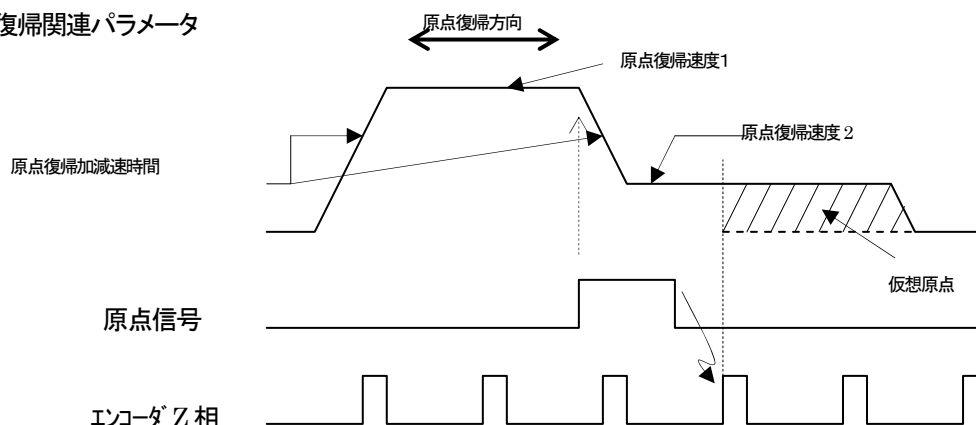 復帰関連パラメータ
原点復帰方向
原点復帰速度1
原点復帰速度 2
原点復帰加減速時間
仮想原点
原点信号
エンコーダ Z 相